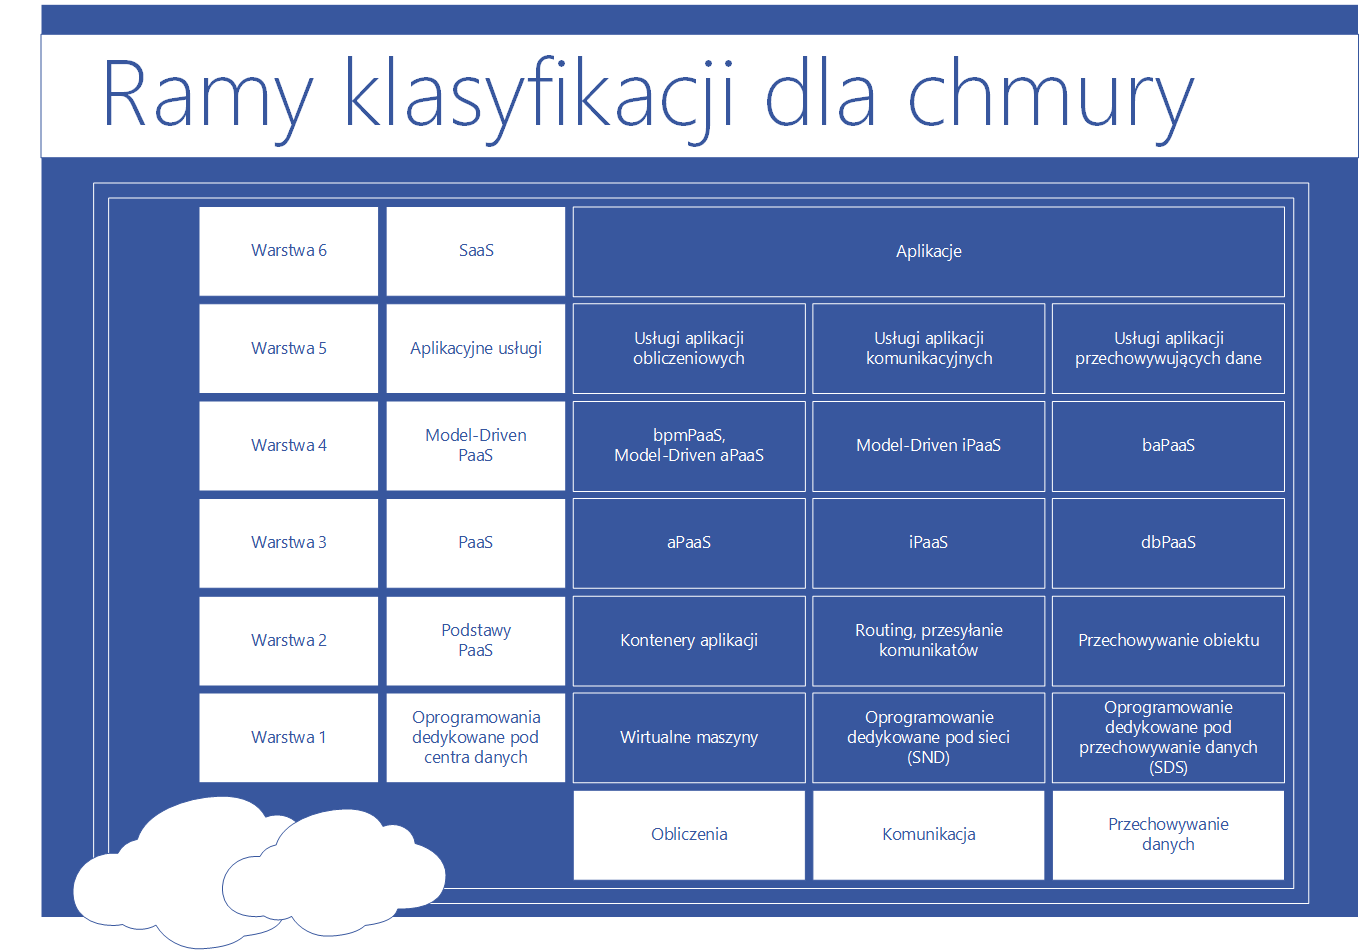 Ramy klasyfikacji dla chmury
Warstwa 6
SaaS
Aplikacje
Warstwa 5
Aplikacyjne usługi
Usługi aplikacji
obliczeniowych
Usługi aplikacji
komunikacyjnych
Usługi aplikacji
przechowywujących dane
Warstwa 4
Model-Driven
PaaS
bpmPaaS,
Model-Driven aPaaS
Model-Driven iPaaS
baPaaS
Warstwa 3
PaaS
aPaaS
iPaaS
dbPaaS
Warstwa 2
Podstawy
PaaS
Kontenery aplikacji
Routing, przesyłanie
komunikatów
Przechowywanie obiektu
Warstwa 1
Oprogramowania
dedykowane pod
centra danych
Wirtualne maszyny
Oprogramowanie
dedykowane pod sieci
(SND)
Oprogramowanie
dedykowane pod
przechowywanie danych
(SDS)
Obliczenia
Komunikacja
Przechowywanie
danych